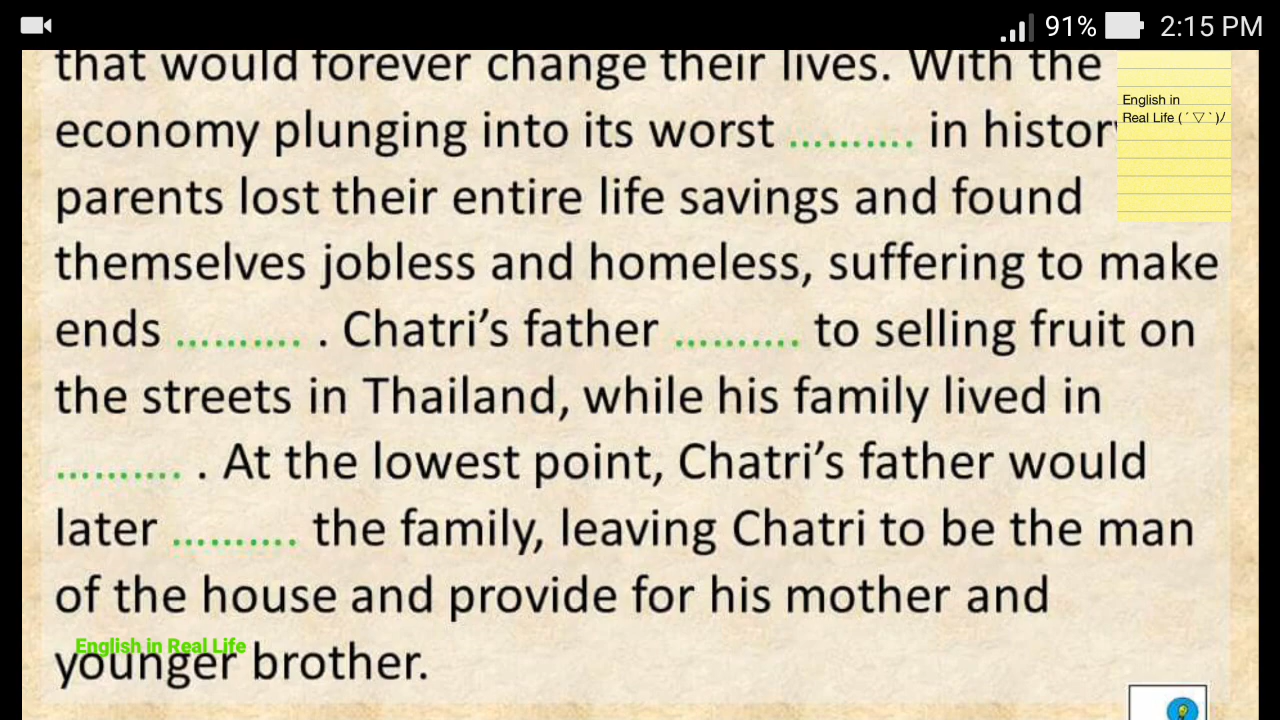 91% 2:15 PM
that would forever change their lives. With the
English in
Real Life ( ´ ▽ ` )ﾉ
economy plunging into its worst .......... in
parents lost their entire life savings and found
themselves jobless and homeless, suffering to make
ends .......... . Chatri’s father .......... to selling fruit on
the streets in Thailand, while his family lived in
.......... . At the lowest point, Chatri’s father would
later .......... the family, leaving Chatri to be the man
of the house and provide for his mother and
English in Real Life
younger brother.